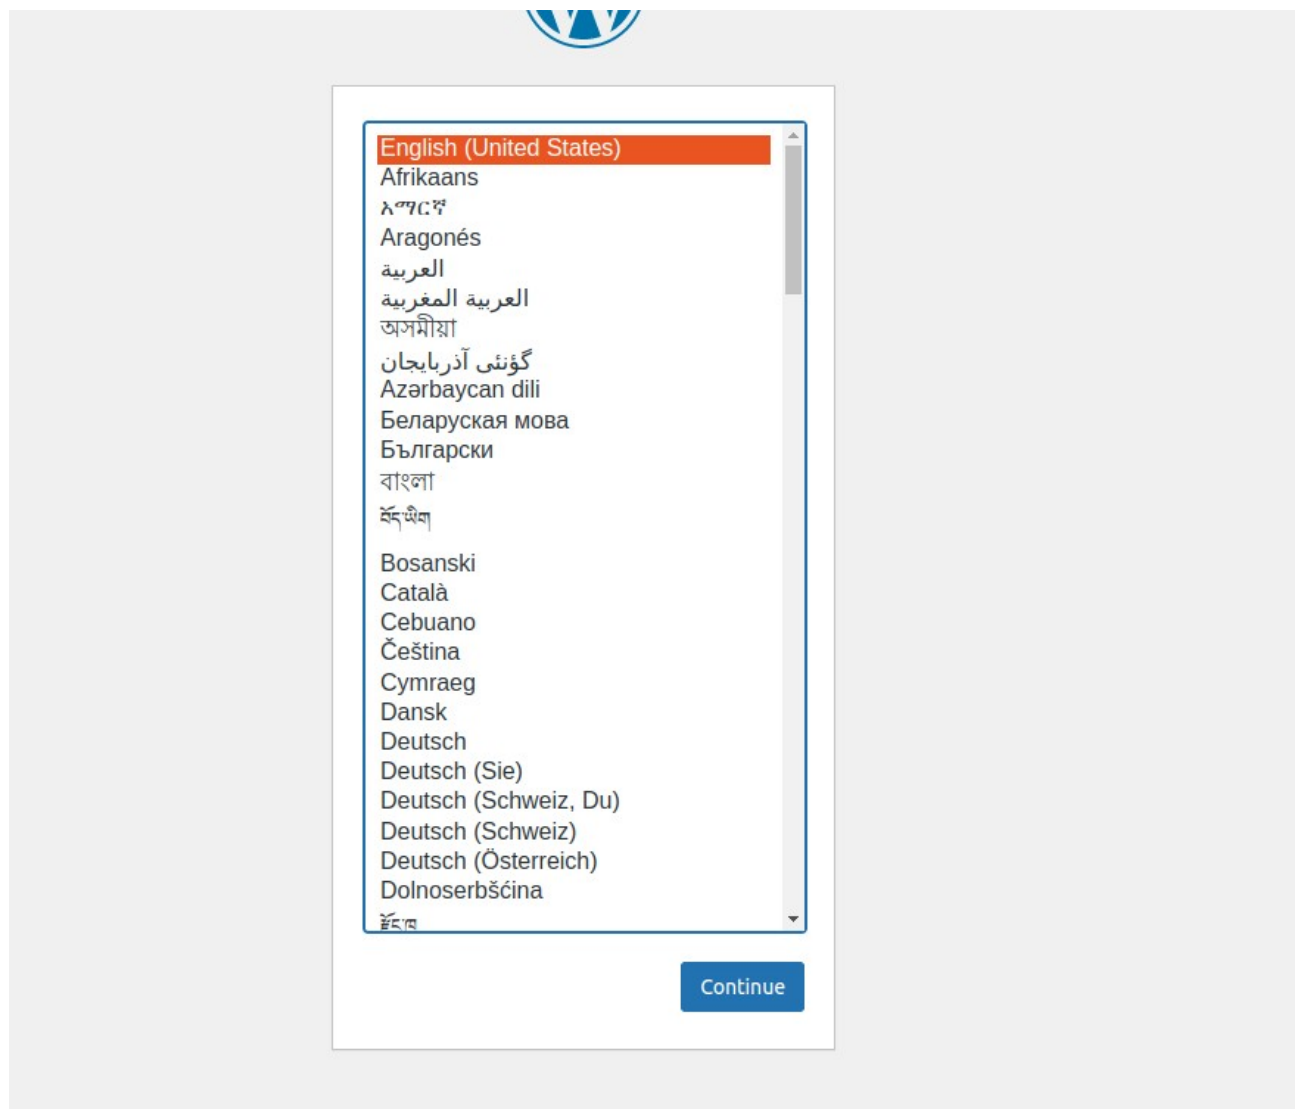 English (United States)
Afrikaans
አማርኛ
Aragonés
العربية
العربية المغربية
অসমীয়া
گؤنئی آذربایجان
Azərbaycan dili
Беларуская мова
Български
বাংলা
བོད་ཡིག
Bosanski
Català
Cebuano
Čeština
Cymraeg
Dansk
Deutsch
Deutsch (Sie)
Deutsch (Schweiz, Du)
Deutsch (Schweiz)
Deutsch (Österreich)
Dolnoserbšćina
རྫོང་ཁ
Continue